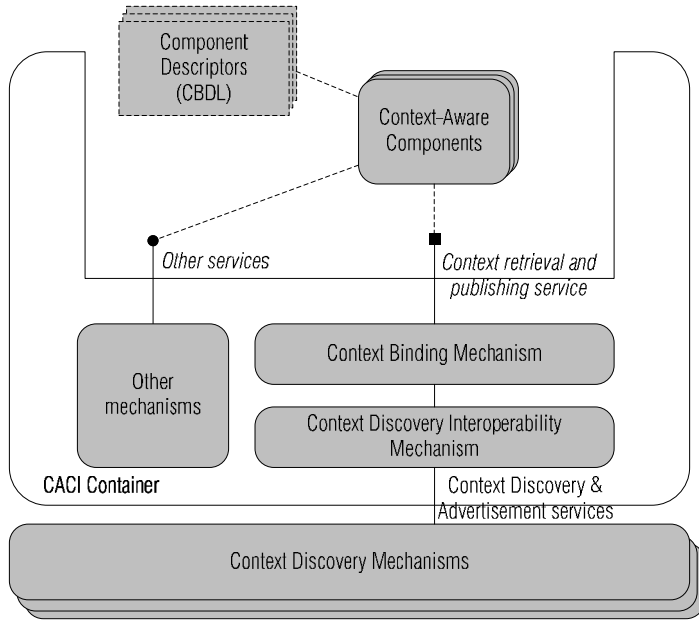 Component
Descriptors
(CBDL)
Context-Aware
Components
Other services
Context retrieval and
publishing service
Context Binding Mechanism
Other
mechanisms
Context Discovery Interoperability
Mechanism
CACI Container
Context Discovery &
Advertisement services
Context Discovery Mechanisms